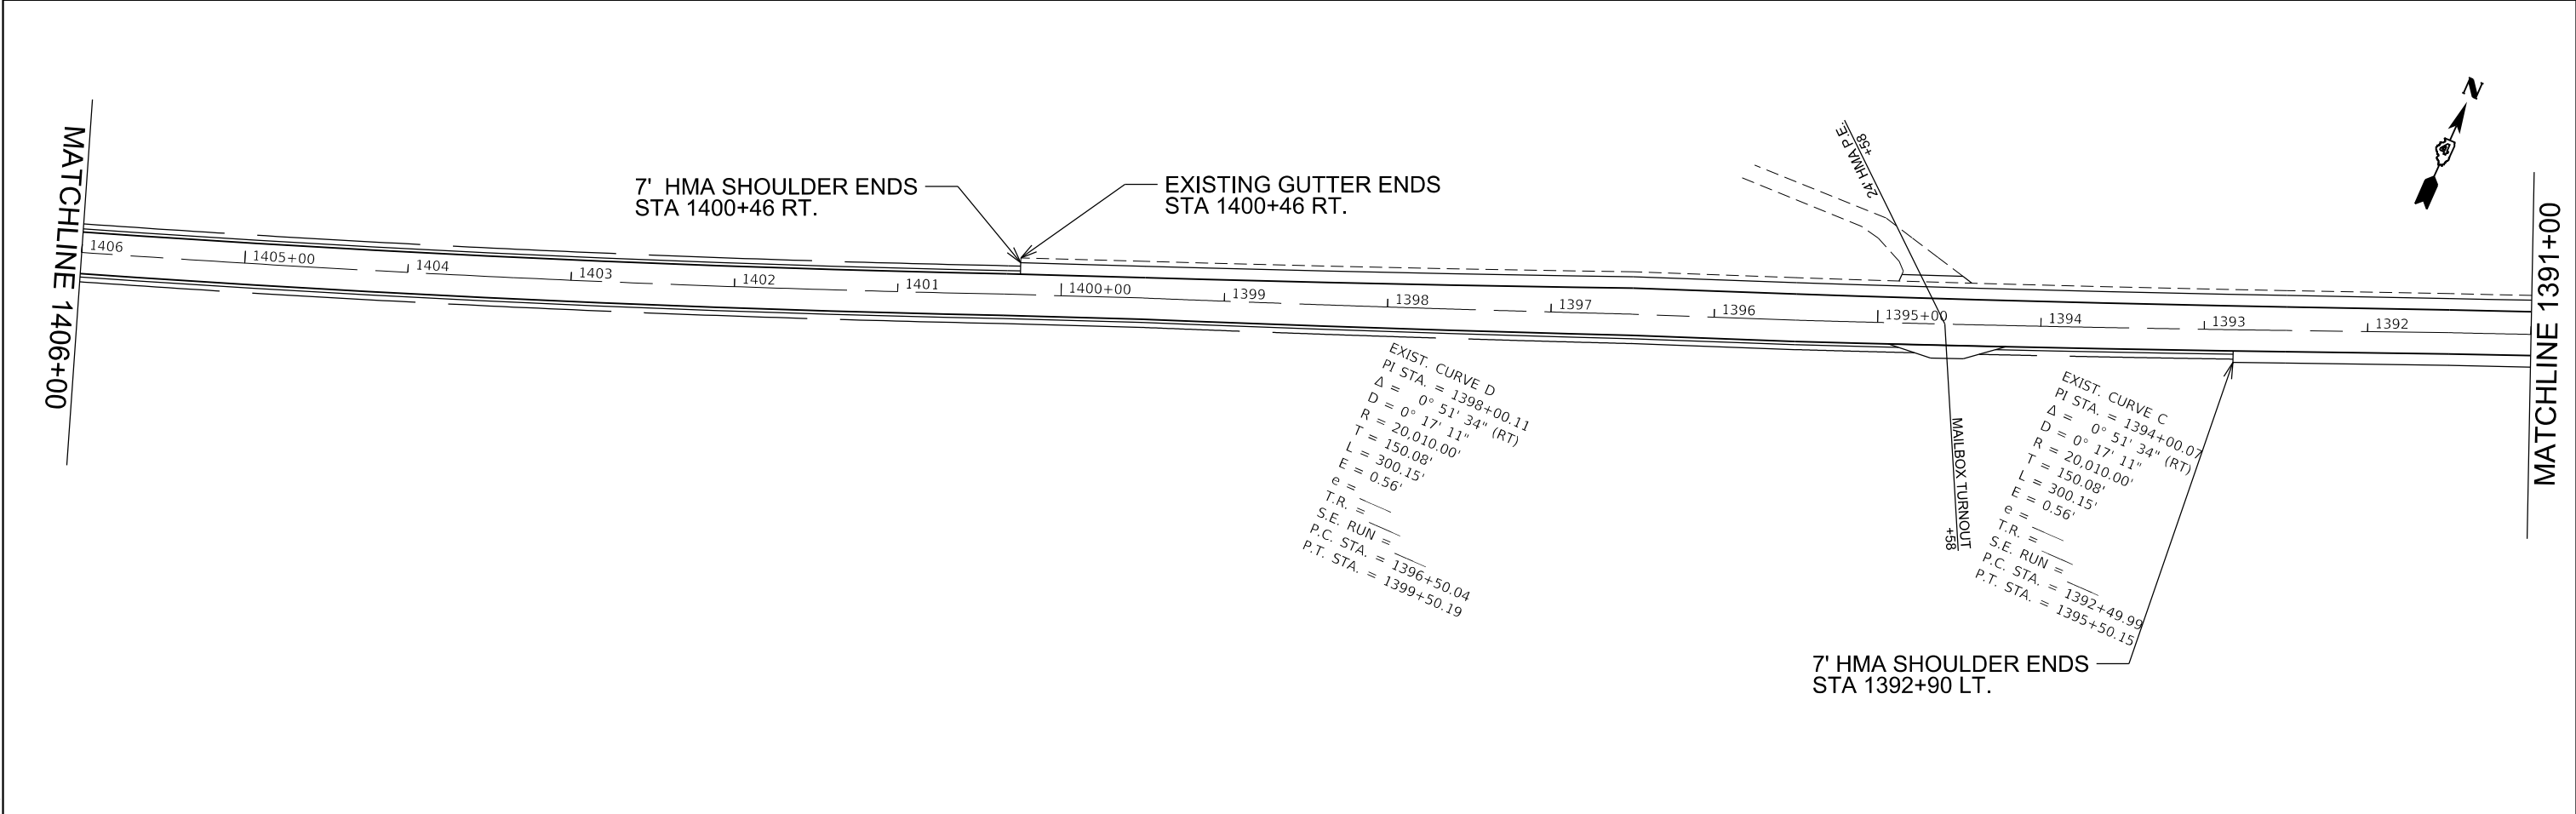 N
MATCHLINE 1406+00
7' HMA SHOULDER ENDS
STA 1400+46 RT.
EXISTING GUTTER ENDS
STA 1400+46 RT.
24' HMA P.E.
+58
MATCHLINE 1391+00
1406
1405+00
1404
1403
1402
1401
1400+00
1399
1398
1397
1396
1395+00
1394
1393
1392
EXIST. CURVE D
PI STA. = 1398+00.11
Δ = 0° 51' 34" (RT)
D = 0° 17' 11"
R = 20,010.00'
T = 150.08'
L = 300.15'
E = 0.56'
e = ____
T.R. = ____
S.E. RUN = ____
P.C. STA. = 1396+50.04
P.T. STA. = 1399+50.19
MAILBOX TURNOUT
+58
EXIST. CURVE C
PI STA. = 1394+00.07
Δ = 0° 51' 34" (RT)
D = 0° 17' 11"
R = 20,010.00'
T = 150.08'
L = 300.15'
E = 0.56'
e = ____
T.R. = ____
S.E. RUN = ____
P.C. STA. = 1392+49.99
P.T. STA. = 1395+50.15
7' HMA SHOULDER ENDS
STA 1392+90 LT.